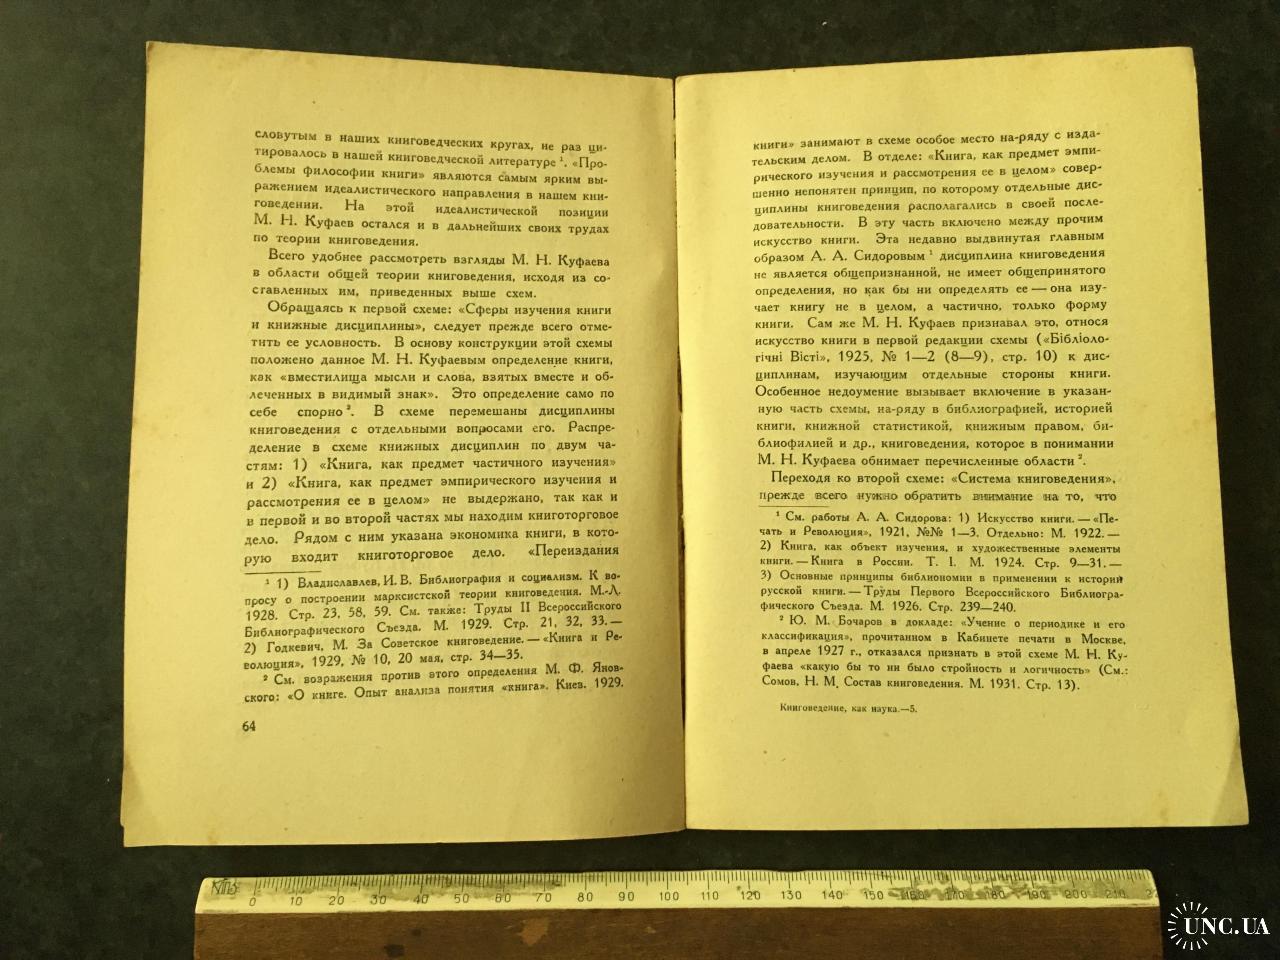 словутым в наших книговедческих кругах, не раз ци-
тировалось в нашей книговедческой литературе ¹. «Про-
блемы философии книги» являются самым ярким вы-
ражением идеалистического направления в нашем кни-
говедении. На этой идеалистической позиции
М. Н. Куфаев остался и в дальнейших своих трудах
по теории книговедения.
Всего удобнее рассмотреть взгляды М. Н. Куфаева
в области общей теории книговедения, исходя из со-
ставленных им, приведенных выше схем.
Обращаясь к первой схеме: «Сферы изучения книги
и книжные дисциплины», следует прежде всего отме-
тить ее условность. В основу конструкции этой схемы
положено данное М. Н. Куфаевым определение книги,
как «вместилища мысли и слова, взятых вместе и об-
леченных в видимый знак». Это определение само по
себе спорно ². В схеме перемешаны дисциплины
книговедения с отдельными вопросами его. Распре-
деление в схеме книжных дисциплин по двум ча-
стям: 1) «Книга, как предмет частичного изучения»
и 2) «Книга, как предмет эмпирического изучения и
рассмотрения ее в целом» не выдержано, так как и
в первой и во второй частях мы находим книготорговое
дело. Рядом с ним указана экономика книги, в кото-
рую входит книготорговое дело. «Переиздания
¹ 1) Владиславлев, И. В. Библиография и социализм. К во-
просу о построении марксистской теории книговедения. М.-Л.
1928. Стр. 23, 58, 59. См. также: Труды II Всероссийского
Библиографического Съезда. М. 1929. Стр. 21, 32, 33.—
2) Годкевич, М. За Советское книговедение.—«Книга и Ре-
волюция», 1929, № 10, 20 мая, стр. 34—35.
² См. возражения против этого определения М. Ф. Янов-
ского: «О книге. Опыт анализа понятия «книга». Киев. 1929.
64
книги» занимают в схеме особое место на-ряду с изда-
тельским делом. В отделе: «Книга, как предмет эмпи-
рического изучения и рассмотрения ее в целом» совер-
шенно непонятен принцип, по которому отдельные дис-
циплины книговедения располагались в своей после-
довательности. В эту часть включено между прочим
искусство книги. Эта недавно выдвинутая главным
образом А. А. Сидоровым ¹ дисциплина книговедения
не является общепризнанной, не имеет общепринятого
определения, но как бы ни определять ее — она изу-
чает книгу не в целом, а частично, только форму
книги. Сам же М. Н. Куфаев признавал это, относя
искусство книги в первой редакции схемы («Бібліоло-
гічні Вісті», 1925, № 1—2 (8—9), стр. 10) к дис-
циплинам, изучающим отдельные стороны книги.
Особенное недоумение вызывает включение в указан-
ную часть схемы, на-ряду в библиографией, историей
книги, книжной статистикой, книжным правом, би-
блиофилией и др., книговедения, которое в понимании
М. Н. Куфаева обнимает перечисленные области ².
Переходя ко второй схеме: «Система книговедения»,
прежде всего нужно обратить внимание на то, что
¹ См. работы А. А. Сидорова: 1) Искусство книги.—«Пе-
чать и Революция», 1921, №№ 1—3. Отдельно: М. 1922.—
2) Книга, как объект изучения, и художественные элементы
книги.—Книга в России. Т. I. М. 1924. Стр. 9—31.—
3) Основные принципы библиономии в применении к истории
русской книги.—Труды Первого Всероссийского Библиогра-
фического Съезда. М. 1926. Стр. 239—240.
² Ю. М. Бочаров в докладе: «Учение о периодике и его
классификация», прочитанном в Кабинете печати в Москве,
в апреле 1927 г., отказался признать в этой схеме М. Н. Ку-
фаева «какую бы то ни было стройность и логичность» (См.:
Сомов, Н. М. Состав книговедения. М. 1931. Стр. 13).
Книговедение, как наука.—5.
0 10 20 30 40 50 60 70 80 90 100 110 120 130 140 150 160 170 180 190 200 210
UNC.UA